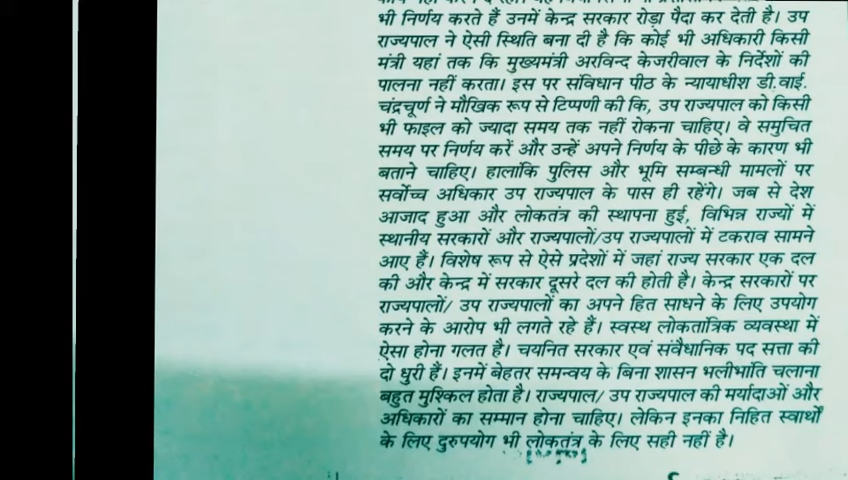 भी निर्णय करते हैं उनमें केन्द्र सरकार रोड़ा पैदा कर देती है। उप
राज्यपाल ने ऐसी स्थिति बना दी है कि कोई भी अधिकारी किसी
मंत्री यहां तक कि मुख्यमंत्री अरविन्द केजरीवाल के निर्देशों की
पालना नहीं करता। इस पर संविधान पीठ के न्यायाधीश डी.वाई.
चंद्रचूर्ण ने मौखिक रूप से टिप्पणी की कि, उप राज्यपाल को किसी
भी फाइल को ज्यादा समय तक नहीं रोकना चाहिए। वे समुचित
समय पर निर्णय करें और उन्हें अपने निर्णय के पीछे के कारण भी
बताने चाहिए। हालांकि पुलिस और भूमि सम्बन्धी मामलों पर
सर्वोच्च अधिकार उप राज्यपाल के पास ही रहेंगे। जब से देश
आजाद हुआ और लोकतंत्र की स्थापना हुई, विभिन्न राज्यों में
स्थानीय सरकारों और राज्यपालों/उप राज्यपालों में टकराव सामने
आए हैं। विशेष रूप से ऐसे प्रदेशों में जहां राज्य सरकार एक दल
की और केन्द्र में सरकार दूसरे दल की होती है। केन्द्र सरकारों पर
राज्यपालों/ उप राज्यपालों का अपने हित साधने के लिए उपयोग
करने के आरोप भी लगते रहे हैं। स्वस्थ लोकतांत्रिक व्यवस्था में
ऐसा होना गलत है। चयनित सरकार एवं संवैधानिक पद सत्ता की
दो धुरी हैं। इनमें बेहतर समन्वय के बिना शासन भलीभांति चलाना
बहुत मुश्किल होता है। राज्यपाल/ उप राज्यपाल की मर्यादाओं और
अधिकारों का सम्मान होना चाहिए। लेकिन इनका निहित स्वार्थों
के लिए दुरुपयोग भी लोकतंत्र के लिए सही नहीं है।